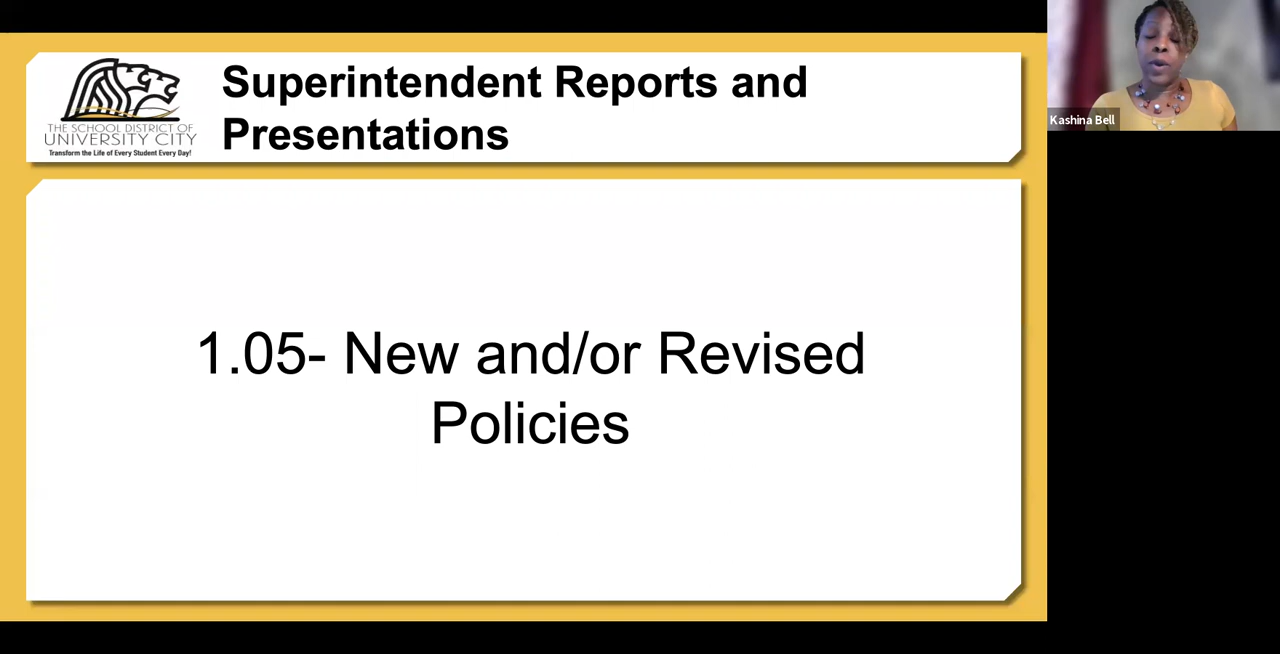 Superintendent Reports and
Presentations
THE SCHOOL DISTRICT OF
UNIVERSITY CITY
Transform the Life of Every Student Every Day!
Kashina Bell
1.05- New and/or Revised
Policies